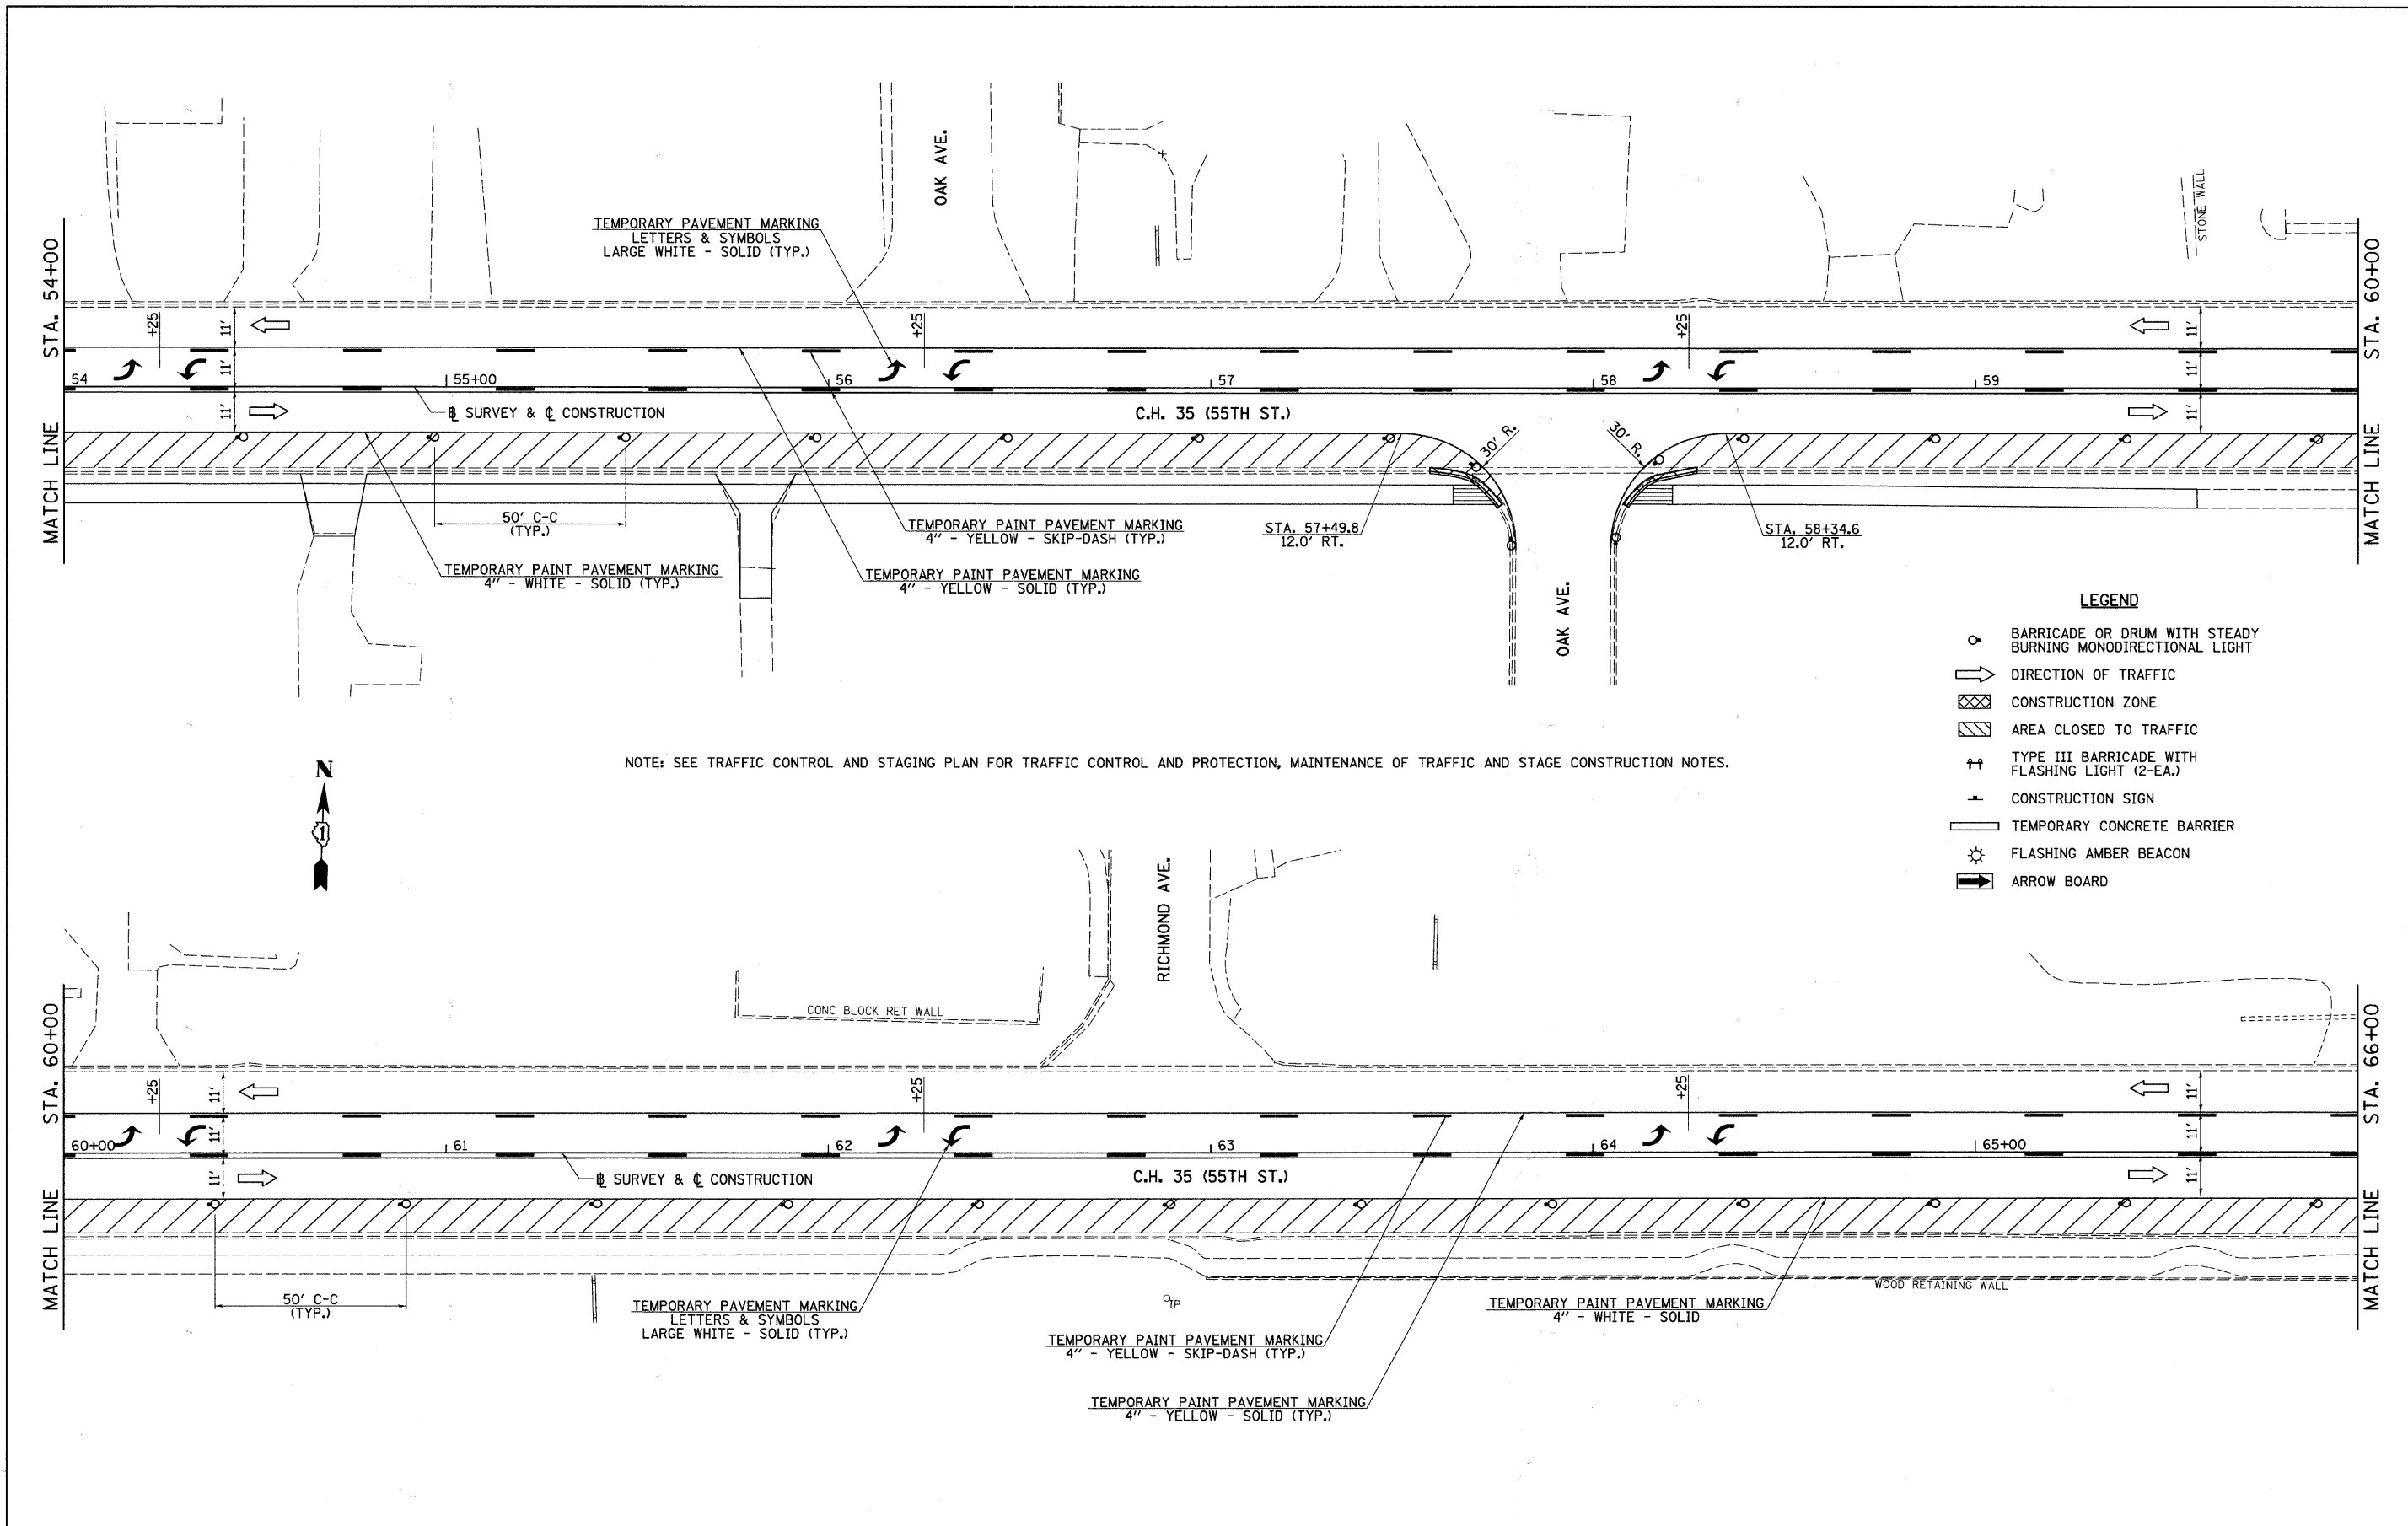 OAK AVE.
STONE WALL
TEMPORARY PAVEMENT MARKING
LETTERS & SYMBOLS
LARGE WHITE - SOLID (TYP.)
MATCH LINE STA. 54+00
MATCH LINE STA. 60+00
+25
+25
+25
11'
11'
11'
11'
11'
11'
54
55+00
56
57
58
59
℄ SURVEY & ℄ CONSTRUCTION
C.H. 35 (55TH ST.)
30' R.
30' R.
50' C-C
(TYP.)
TEMPORARY PAINT PAVEMENT MARKING
4" - YELLOW - SKIP-DASH (TYP.)
STA. 57+49.8
12.0' RT.
STA. 58+34.6
12.0' RT.
TEMPORARY PAINT PAVEMENT MARKING
4" - WHITE - SOLID (TYP.)
TEMPORARY PAINT PAVEMENT MARKING
4" - YELLOW - SOLID (TYP.)
OAK AVE.
LEGEND
BARRICADE OR DRUM WITH STEADY
BURNING MONODIRECTIONAL LIGHT
DIRECTION OF TRAFFIC
CONSTRUCTION ZONE
AREA CLOSED TO TRAFFIC
TYPE III BARRICADE WITH
FLASHING LIGHT (2-EA.)
CONSTRUCTION SIGN
TEMPORARY CONCRETE BARRIER
FLASHING AMBER BEACON
ARROW BOARD
NOTE: SEE TRAFFIC CONTROL AND STAGING PLAN FOR TRAFFIC CONTROL AND PROTECTION, MAINTENANCE OF TRAFFIC AND STAGE CONSTRUCTION NOTES.
N
1
RICHMOND AVE.
CONC BLOCK RET WALL
MATCH LINE STA. 60+00
MATCH LINE STA. 66+00
+25
+25
+25
11'
11'
11'
11'
11'
11'
60+00
61
62
63
64
65+00
℄ SURVEY & ℄ CONSTRUCTION
C.H. 35 (55TH ST.)
WOOD RETAINING WALL
50' C-C
(TYP.)
TEMPORARY PAVEMENT MARKING
LETTERS & SYMBOLS
LARGE WHITE - SOLID (TYP.)
IP
TEMPORARY PAINT PAVEMENT MARKING
4" - WHITE - SOLID
TEMPORARY PAINT PAVEMENT MARKING
4" - YELLOW - SKIP-DASH (TYP.)
TEMPORARY PAINT PAVEMENT MARKING
4" - YELLOW - SOLID (TYP.)